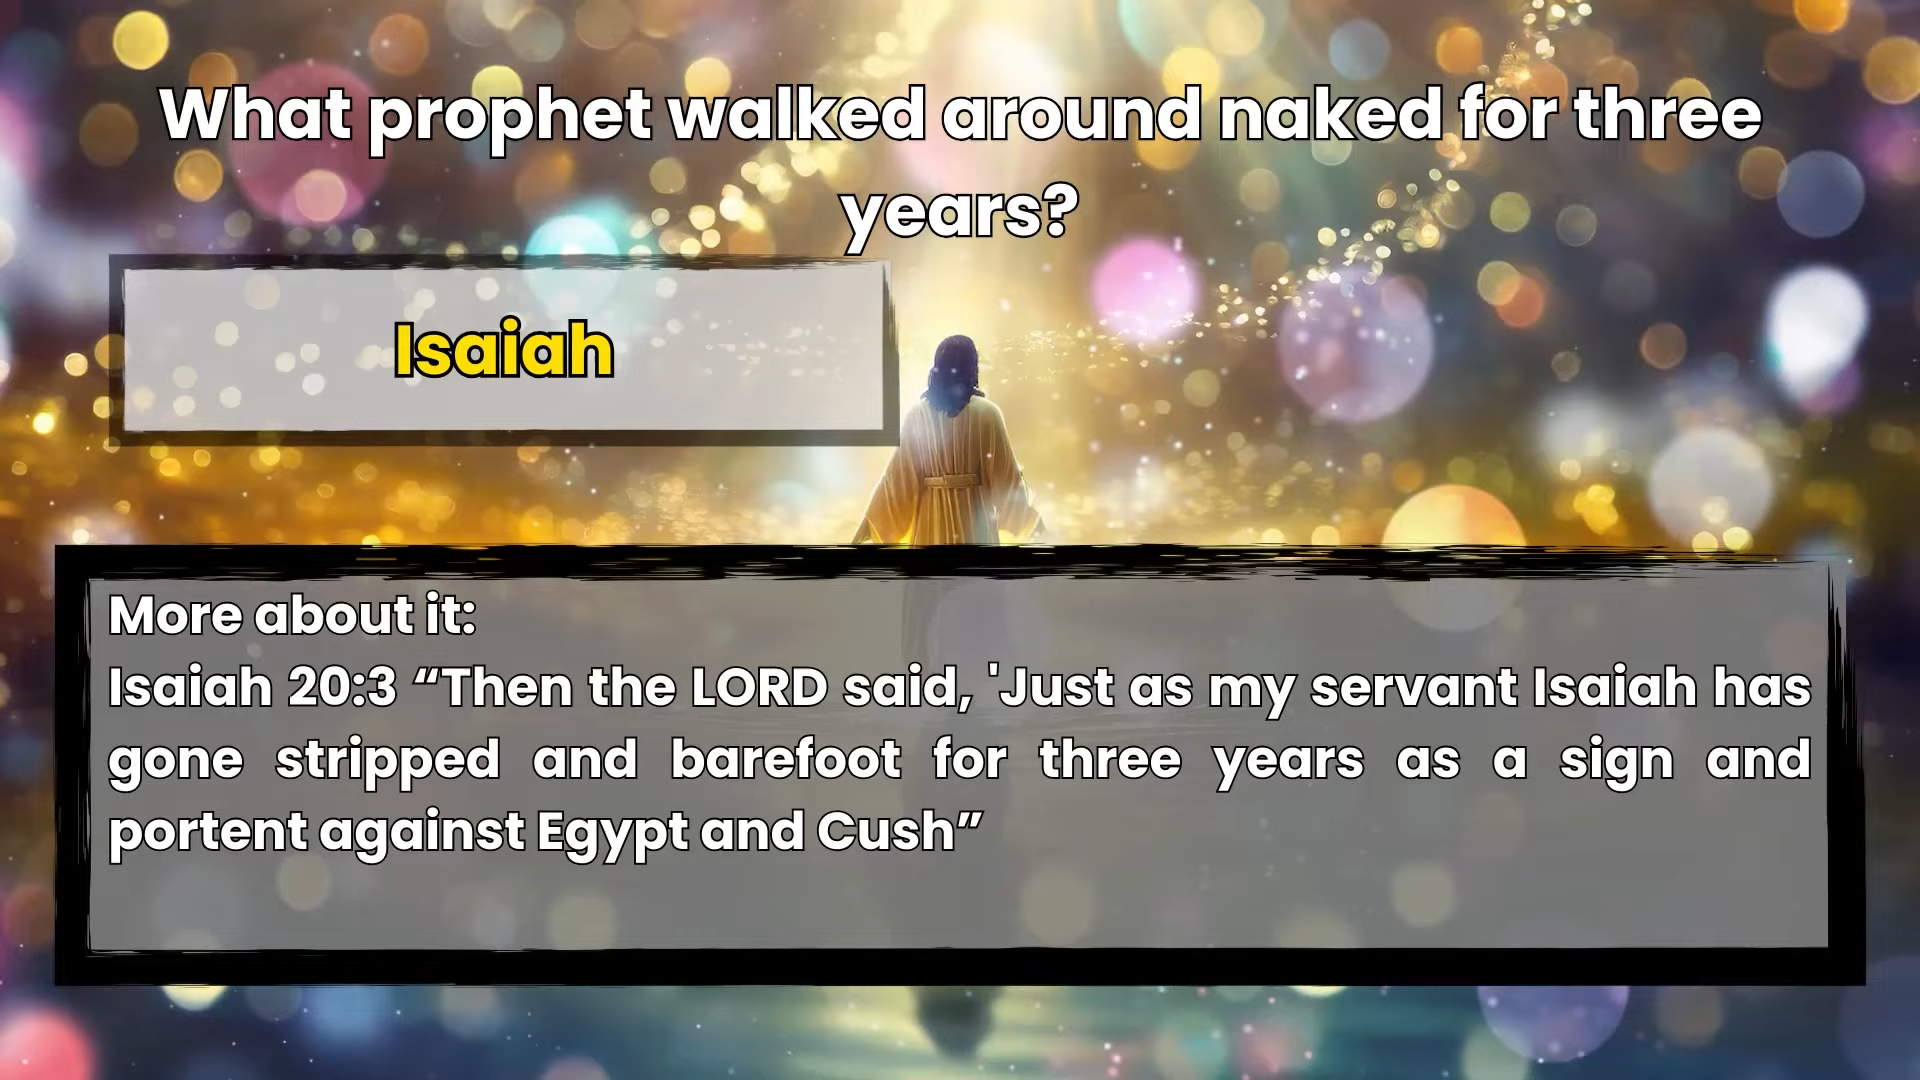 What prophet walked around naked for three
years?
Isaiah
More about it:
Isaiah 20:3 “Then the LORD said, 'Just as my servant Isaiah has
gone stripped and barefoot for three years as a sign and
portent against Egypt and Cush”